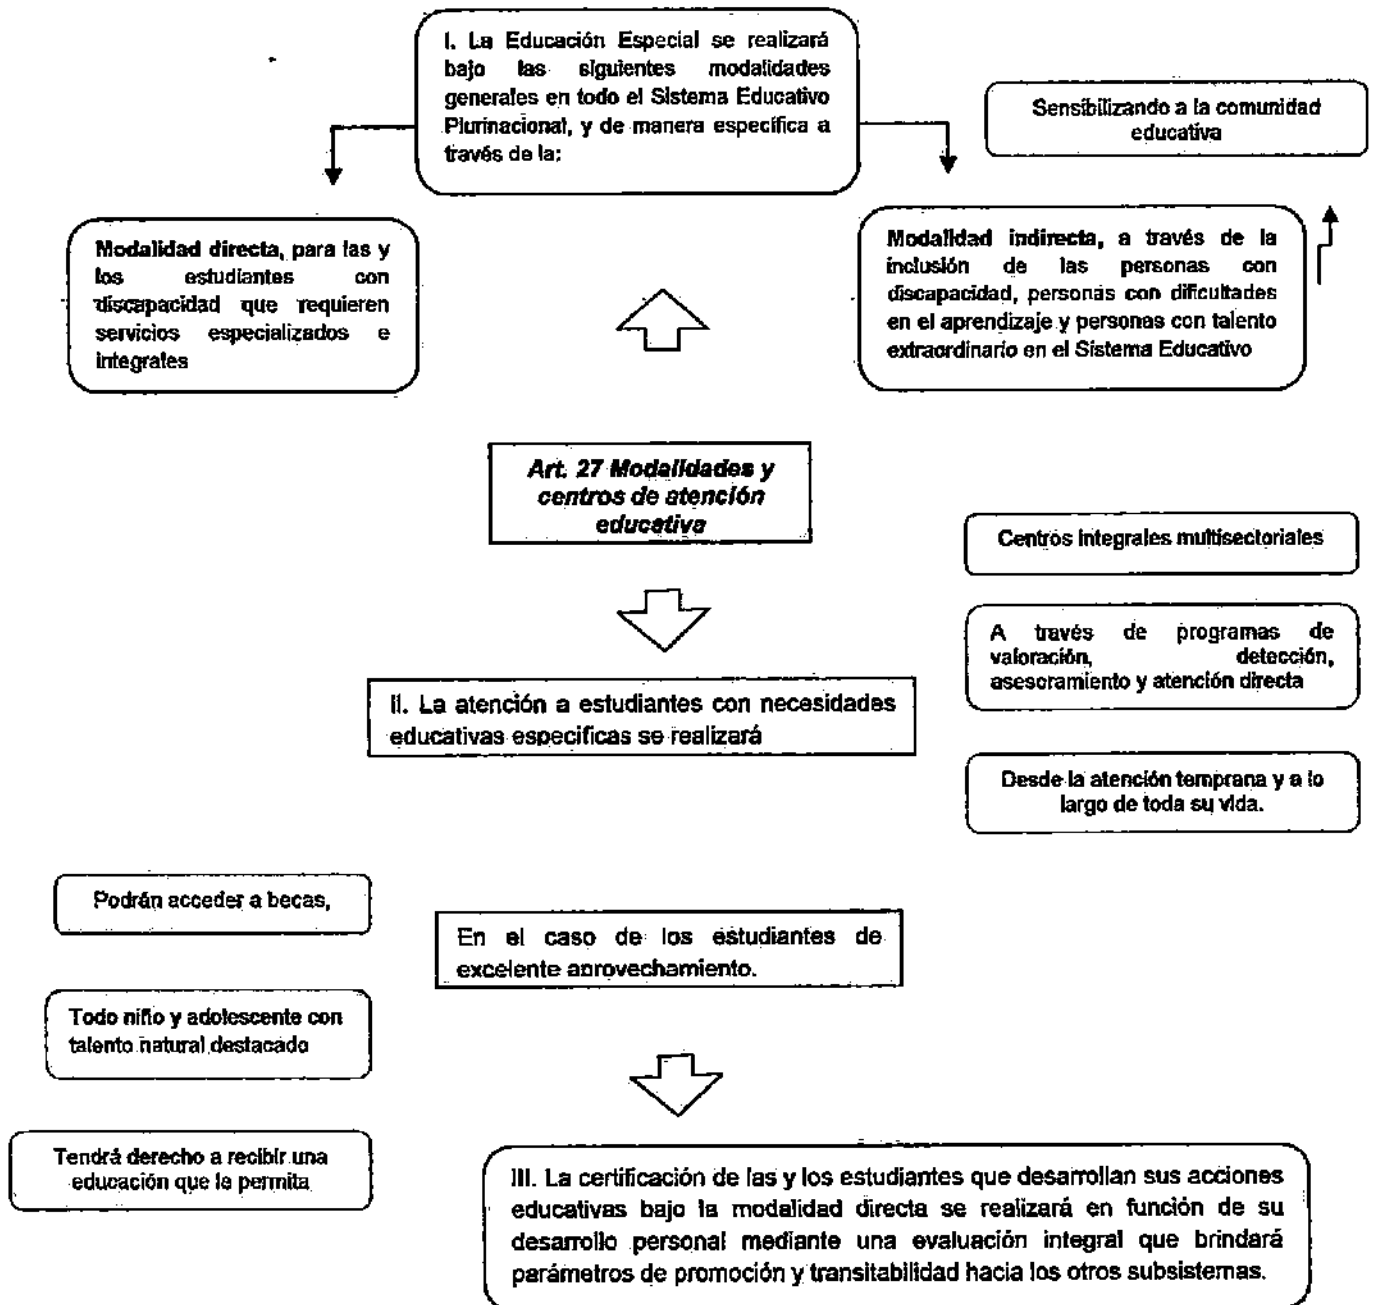 I. La Educación Especial se realizará
bajo las siguientes modalidades
generales en todo el Sistema Educativo
Plurinacional, y de manera específica a
través de la:
Sensibilizando a la comunidad
educativa
Modalidad directa, para las y
los estudiantes con
discapacidad que requieren
servicios especializados e
integrales
Modalidad indirecta, a través de la
inclusión de las personas con
discapacidad, personas con dificultades
en el aprendizaje y personas con talento
extraordinario en el Sistema Educativo
Art. 27 Modalidades y
centros de atención
educativa
Centros integrales multisectoriales
A través de programas de
valoración, detección,
asesoramiento y atención directa
II. La atención a estudiantes con necesidades
educativas especificas se realizará
Desde la atención temprana y a lo
largo de toda su vida.
Podrán acceder a becas,
En el caso de los estudiantes de
excelente aprovechamiento.
Todo niño y adolescente con
talento natural destacado
Tendrá derecho a recibir una
educación que le permita
III. La certificación de las y los estudiantes que desarrollan sus acciones
educativas bajo la modalidad directa se realizará en función de su
desarrollo personal mediante una evaluación integral que brindará
parámetros de promoción y transitabilidad hacia los otros subsistemas.